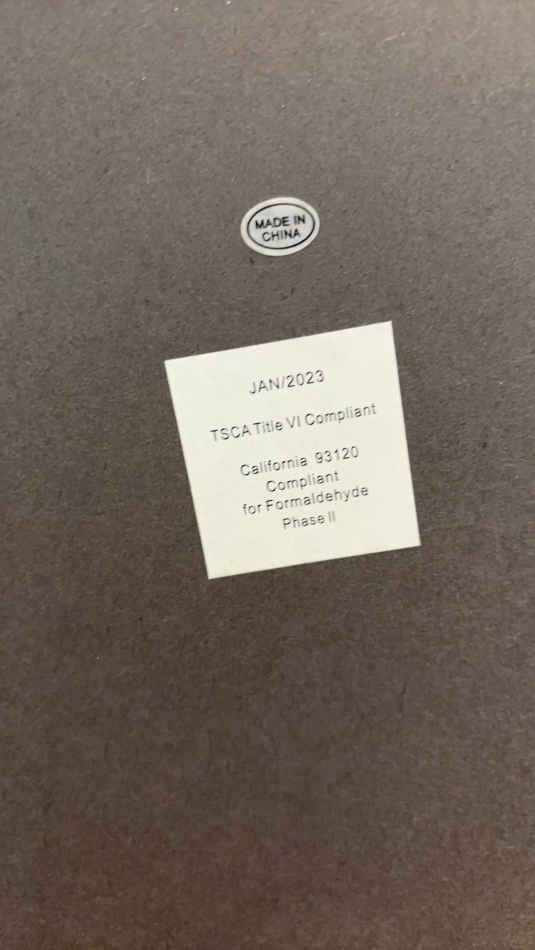 MADE IN
CHINA
JAN/2023
TSCA Title VI Compliant
California 93120
Compliant
for Formaldehyde
Phase II